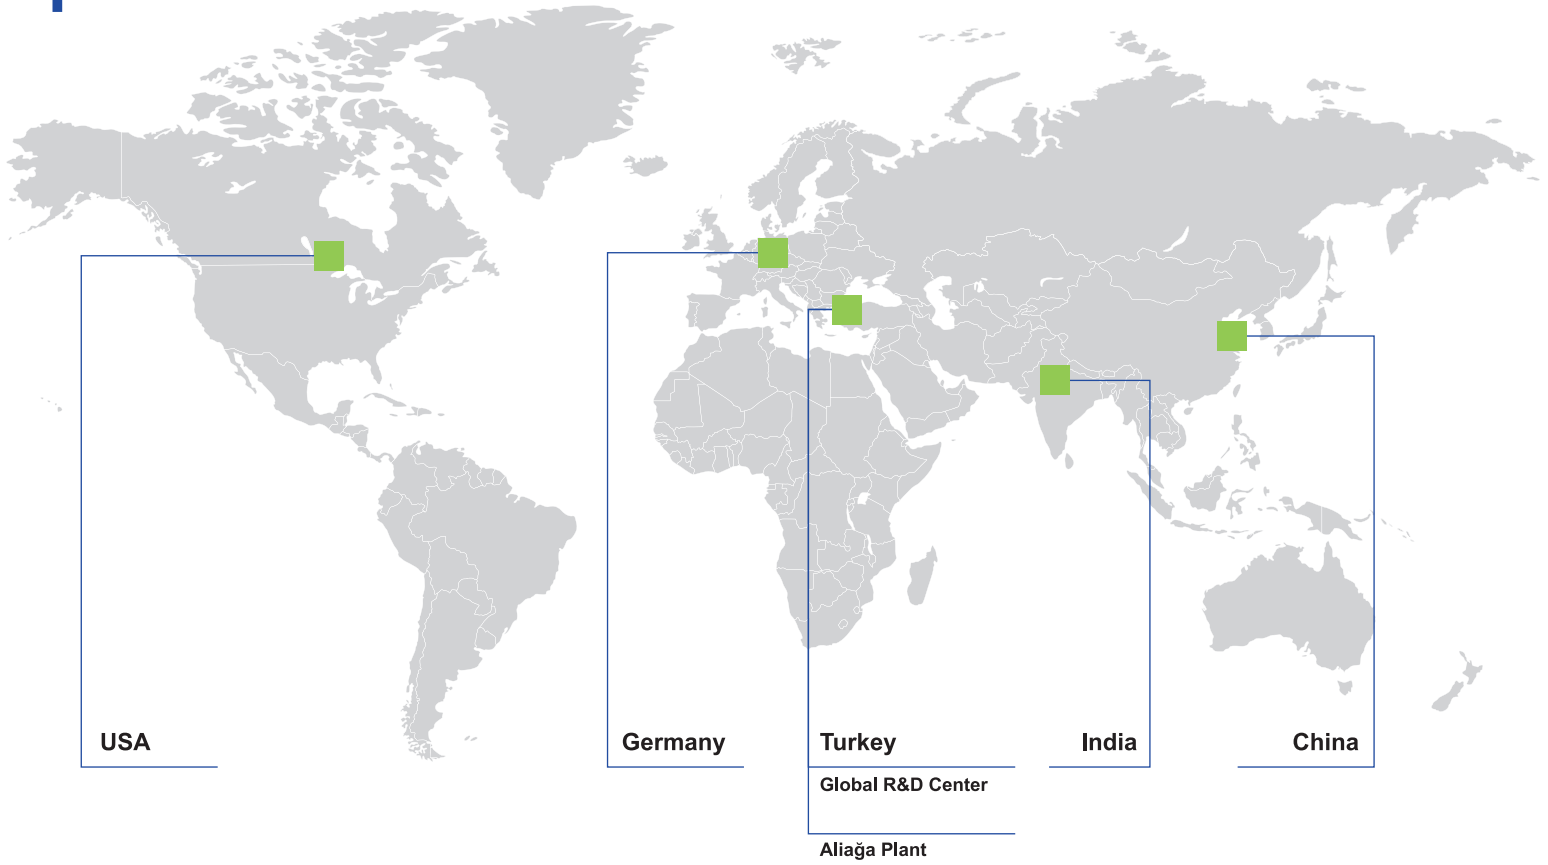 USA
Germany
Turkey
India
China
Global R&D Center
Aliağa Plant